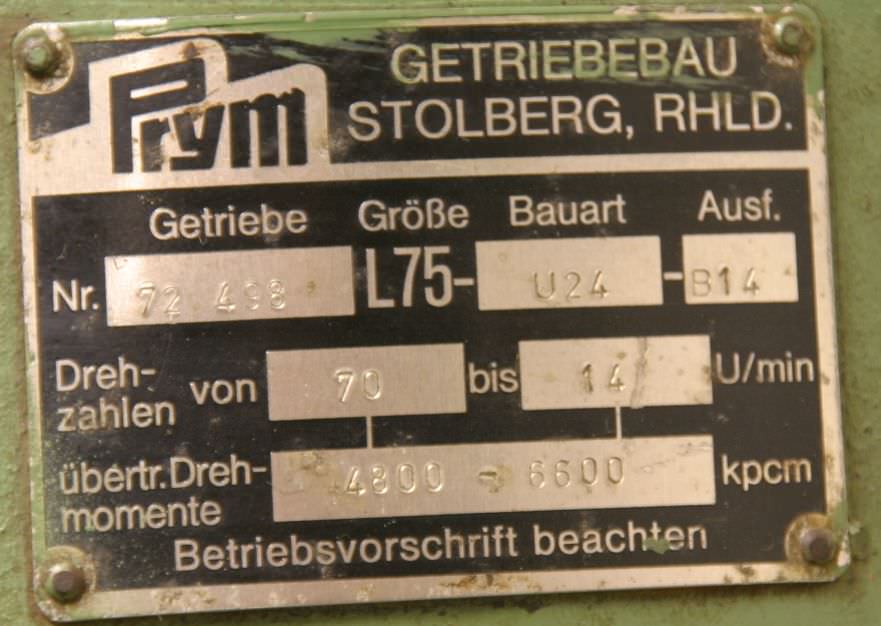 Prym
GETRIEBEBAU
STOLBERG, RHLD.
Getriebe Größe Bauart Ausf.
Nr. 72 498 L75- U24 -B14
Dreh-
zahlen von 70 bis 14 U/min
übertr. Dreh-
momente 4800 - 6600 kpcm
Betriebsvorschrift beachten